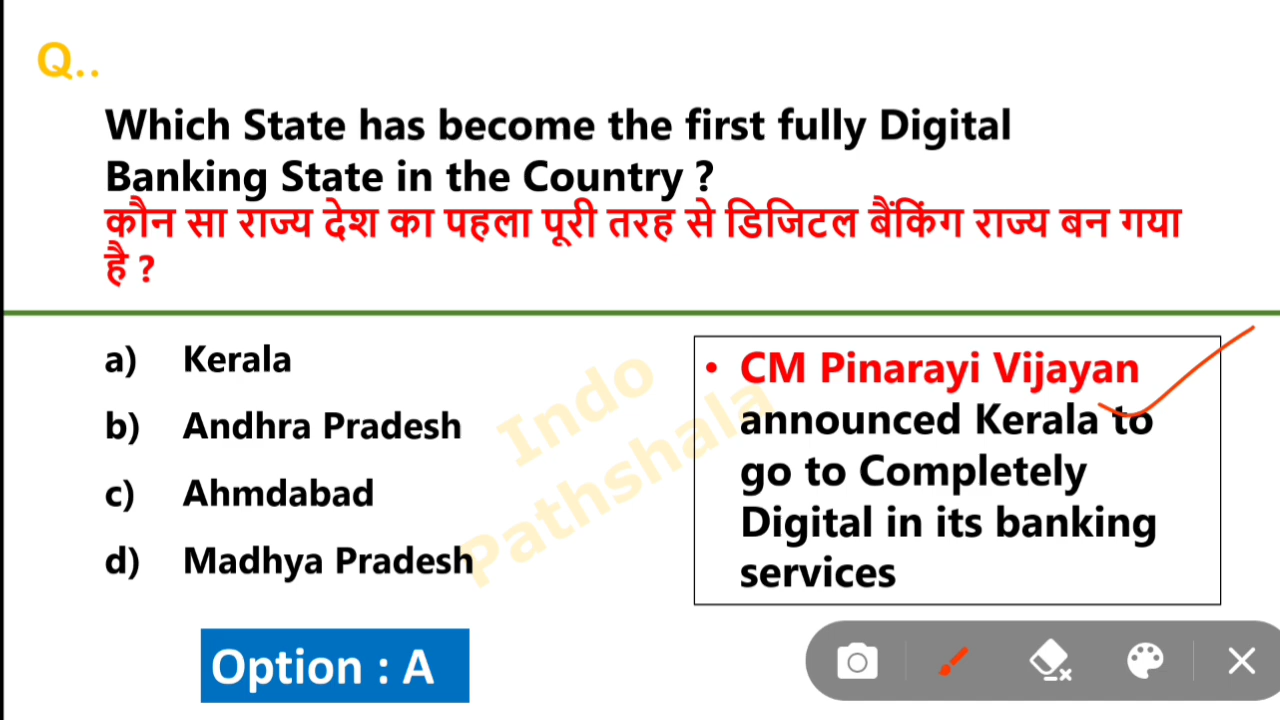 Q..
Which State has become the first fully Digital
Banking State in the Country ?
कौन सा राज्य देश का पहला पूरी तरह से डिजिटल बैंकिंग राज्य बन गया
है ?
a) Kerala
b) Andhra Pradesh
c) Ahmdabad
d) Madhya Pradesh
• CM Pinarayi Vijayan
announced Kerala to
go to Completely
Digital in its banking
services
Indo
Pathshala
Option : A